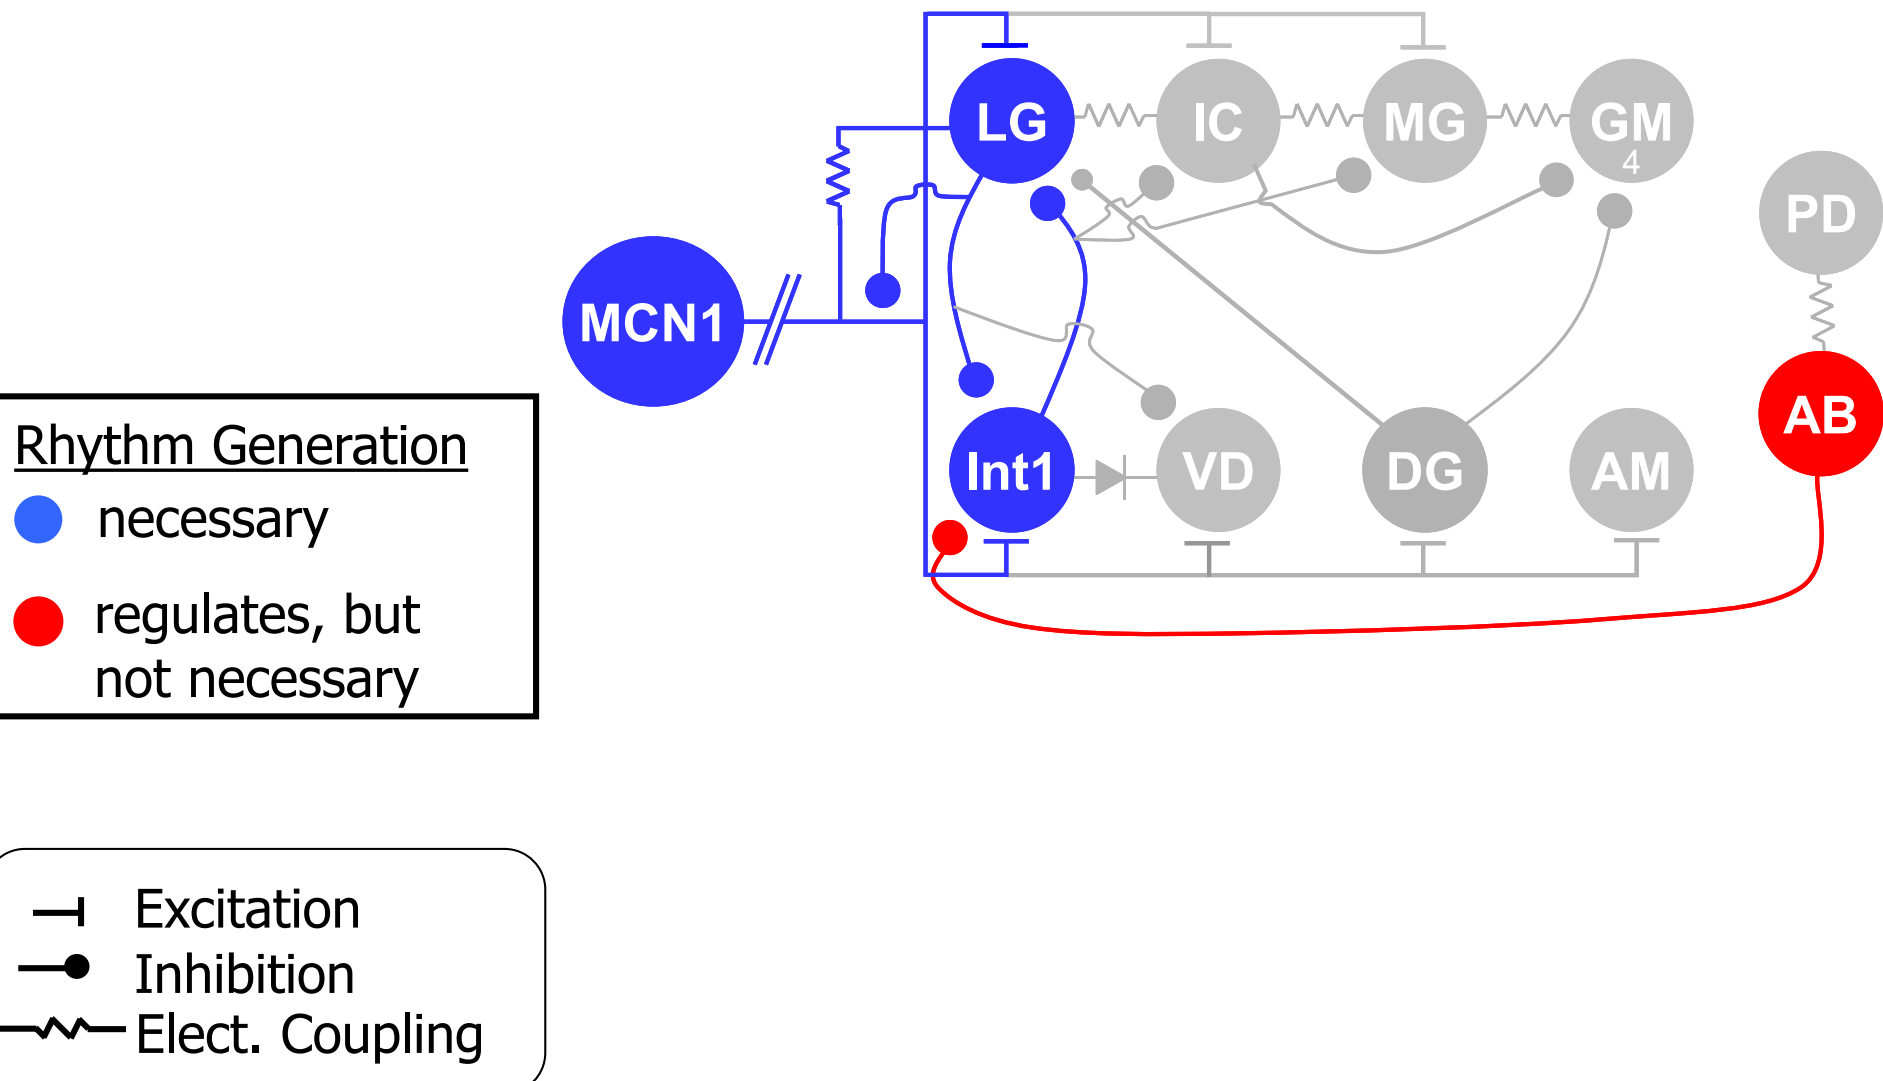 LG
IC
MG
GM
4
PD
MCN1
AB
Int1
VD
DG
AM
Rhythm Generation
necessary
regulates, but
not necessary
Excitation
Inhibition
Elect. Coupling